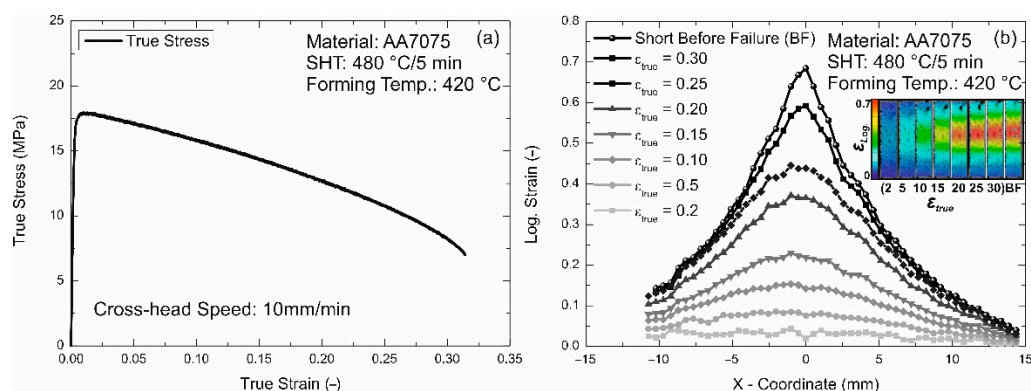 True Stress
(a)
Material: AA7075
SHT: 480 °C/5 min
Forming Temp.: 420 °C
Cross-head Speed: 10mm/min
True Stress (MPa)
25
20
15
10
5
0
0.00 0.05 0.10 0.15 0.20 0.25 0.30 0.35
True Strain (–)
Short Before Failure (BF)
ε_true = 0.30
ε_true = 0.25
ε_true = 0.20
ε_true = 0.15
ε_true = 0.10
ε_true = 0.5
ε_true = 0.2
(b)
Material: AA7075
SHT: 480 °C/5 min
Forming Temp.: 420 °C
0.7
ε_Log.
0
(2 5 10 15 20 25 30)BF
ε_true
Log. Strain (–)
0.8
0.7
0.6
0.5
0.4
0.3
0.2
0.1
0.0
−15 −10 −5 0 5 10 15
X - Coordinate (mm)